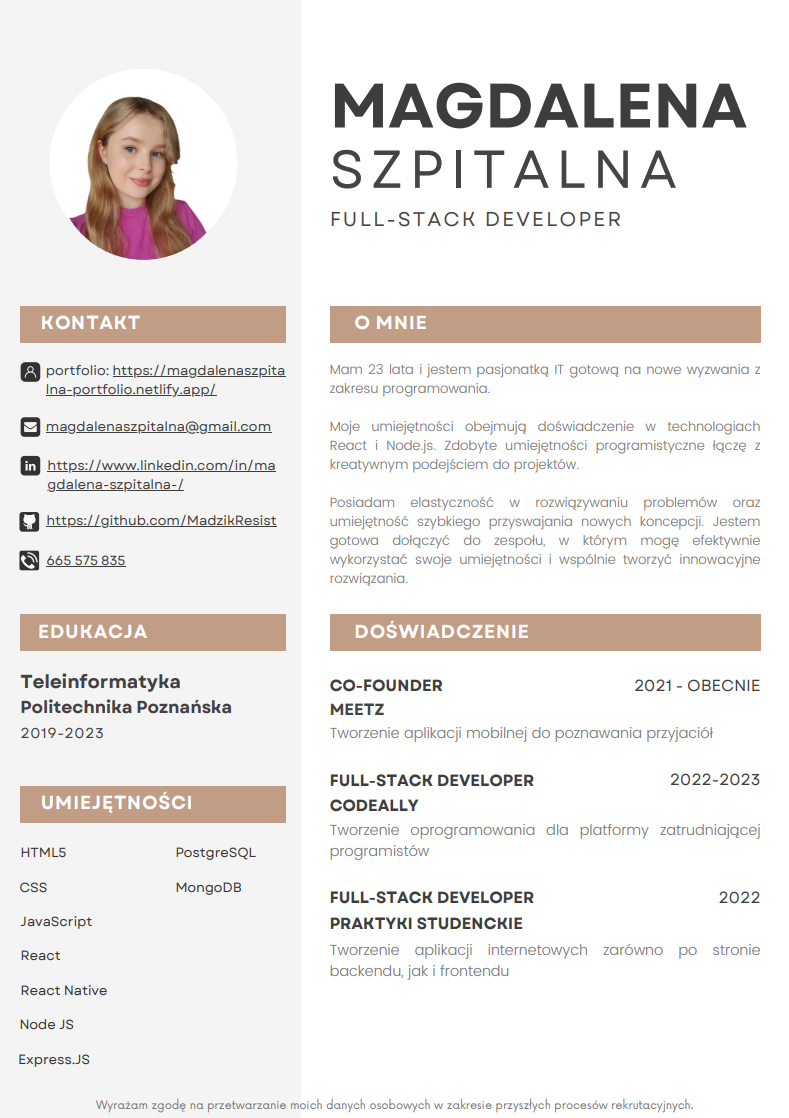 MAGDALENA
SZPITALNA
FULL-STACK DEVELOPER
KONTAKT
portfolio: https://magdalenaszpita
lna-portfolio.netlify.app/
magdalenaszpitalna@gmail.com
https://www.linkedin.com/in/ma
gdalena-szpitalna-/
https://github.com/MadzikResist
665 575 835
EDUKACJA
Teleinformatyka
Politechnika Poznańska
2019-2023
UMIEJĘTNOŚCI
HTML5
CSS
JavaScript
React
React Native
Node JS
Express.JS
PostgreSQL
MongoDB
O MNIE
Mam 23 lata i jestem pasjonatką IT gotową na nowe wyzwania z
zakresu programowania.
Moje umiejętności obejmują doświadczenie w technologiach
React i Node.js. Zdobyte umiejętności programistyczne łączę z
kreatywnym podejściem do projektów.
Posiadam elastyczność w rozwiązywaniu problemów oraz
umiejętność szybkiego przyswajania nowych koncepcji. Jestem
gotowa dołączyć do zespołu, w którym mogę efektywnie
wykorzystać swoje umiejętności i wspólnie tworzyć innowacyjne
rozwiązania.
DOŚWIADCZENIE
CO-FOUNDER 2021 - OBECNIE
MEETZ
Tworzenie aplikacji mobilnej do poznawania przyjaciół
FULL-STACK DEVELOPER 2022-2023
CODEALLY
Tworzenie oprogramowania dla platformy zatrudniającej
programistów
FULL-STACK DEVELOPER 2022
PRAKTYKI STUDENCKIE
Tworzenie aplikacji internetowych zarówno po stronie
backendu, jak i frontendu
Wyrażam zgodę na przetwarzanie moich danych osobowych w zakresie przyszłych procesów rekrutacyjnych.